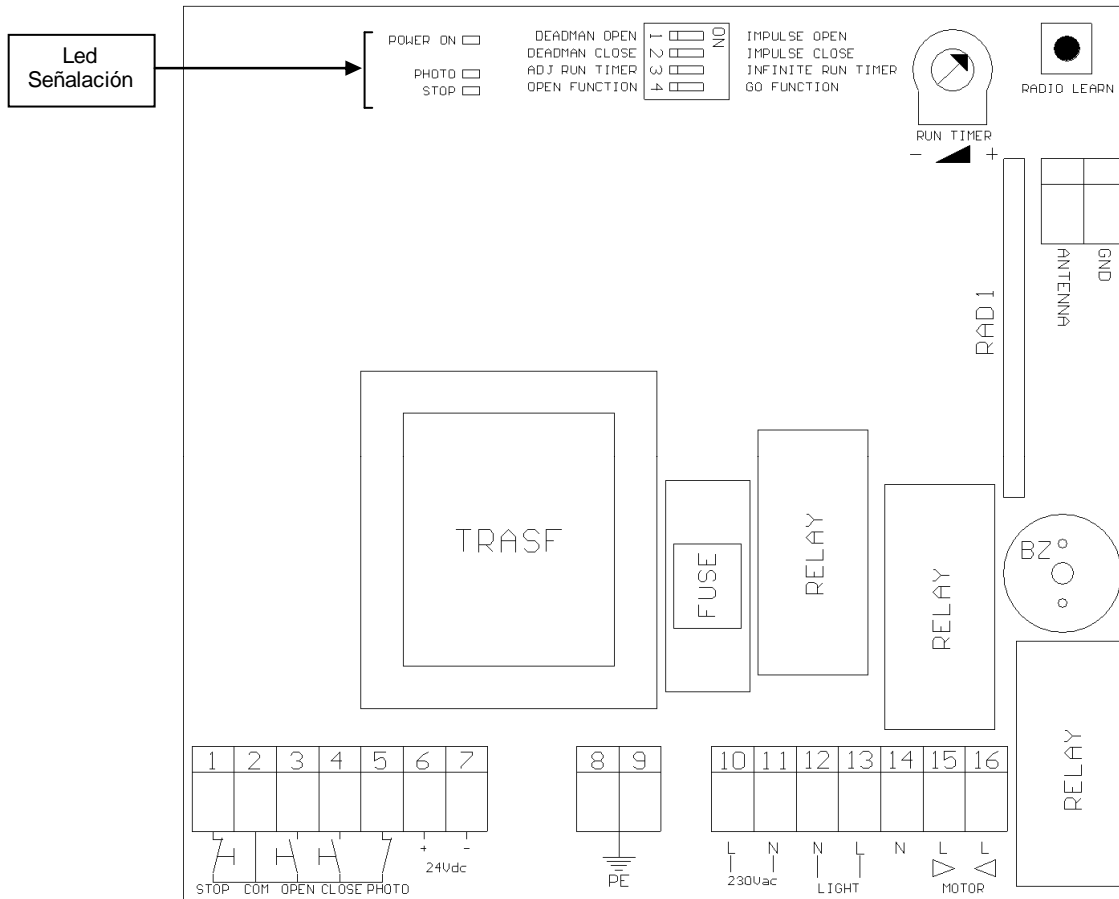 Led
Señalación
POWER ON
PHOTO
STOP
DEADMAN OPEN 1 ON IMPULSE OPEN
DEADMAN CLOSE 2 IMPULSE CLOSE
ADJ RUN TIMER 3 INFINITE RUN TIMER
OPEN FUNCTION 4 GO FUNCTION
RUN TIMER
- +
RADIO LEARN
ANTENNA
GND
RAD1
TRASF
FUSE
RELAY
RELAY
BZ
RELAY
1 2 3 4 5 6 7
8 9
10 11 12 13 14 15 16
+ -
24Vdc
STOP COM OPEN CLOSE PHOTO
PE
L N N L N L L
230Vac
LIGHT
MOTOR